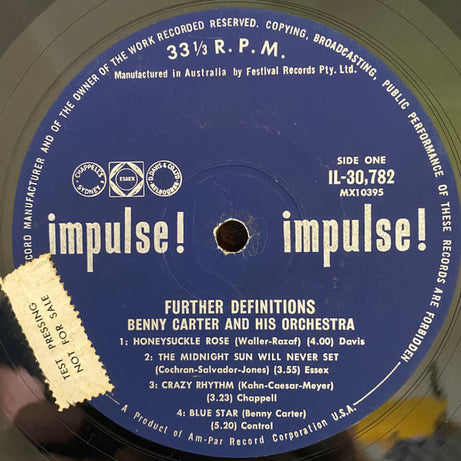 RECORD MANUFACTURER AND OF THE OWNER OF THE WORK RECORDED RESERVED. COPYING, BROADCASTING, PUBLIC PERFORMANCE OF THESE RECORDS ARE FORBIDDEN
33 1/3 R. P. M.
Manufactured in Australia by Festival Records Pty. Ltd.
CHAPPELL'S
SYDNEY
ESSEX
D. DAVIS & CO. LTD
MELBOURNE
SIDE ONE
IL-30,782
MX10395
impulse! impulse!
TEST PRESSING
NOT FOR SALE
FURTHER DEFINITIONS
BENNY CARTER AND HIS ORCHESTRA
1: HONEYSUCKLE ROSE (Waller-Razaf) (4.00) Davis
2: THE MIDNIGHT SUN WILL NEVER SET
(Cochran-Salvador-Jones) (3.55) Essex
3: CRAZY RHYTHM (Kahn-Caesar-Meyer)
(3.23) Chappell
4: BLUE STAR (Benny Carter)
(5.20) Control
A Product of Am-Par Record Corporation U.S.A.